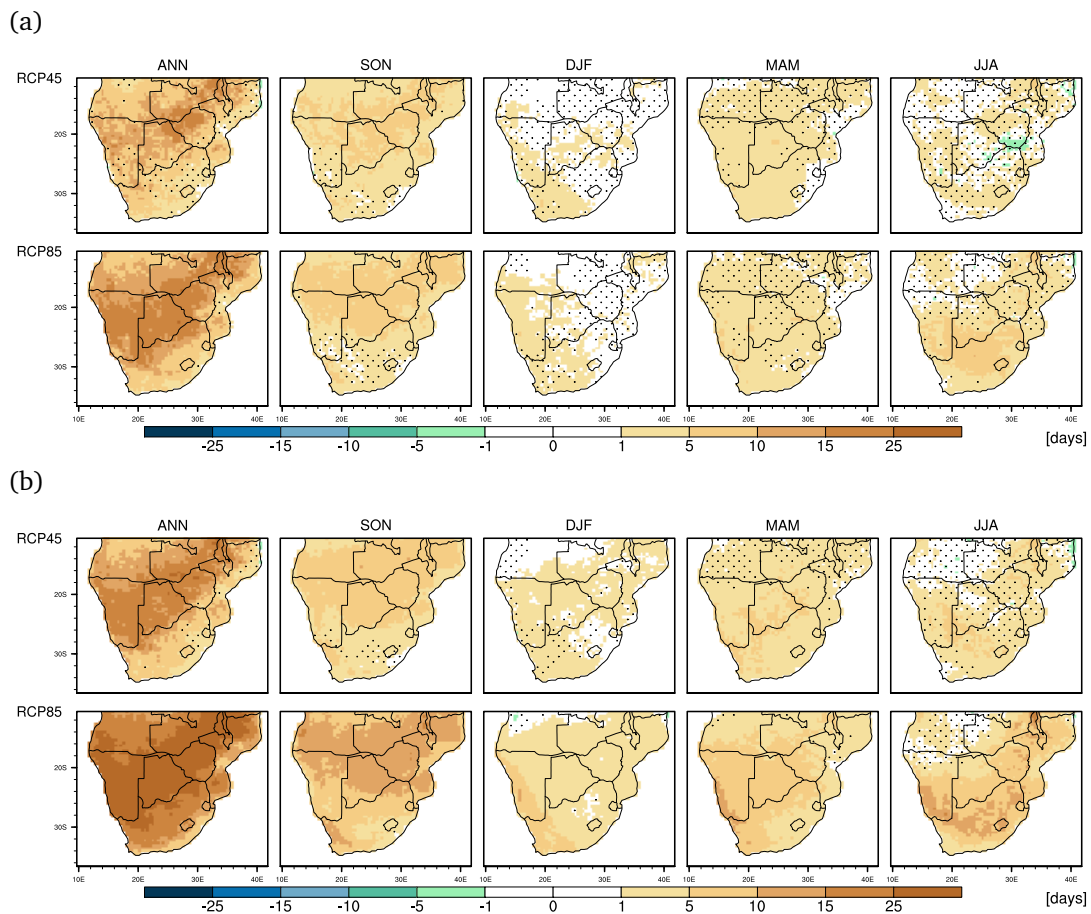 (a)
ANN SON DJF MAM JJA
RCP45
20S
30S
RCP85
20S
30S
10E 20E 30E 40E 10E 20E 30E 40E 10E 20E 30E 40E 10E 20E 30E 40E 10E 20E 30E 40E
-25 -15 -10 -5 -1 0 1 5 10 15 25 [days]
(b)
ANN SON DJF MAM JJA
RCP45
20S
30S
RCP85
20S
30S
10E 20E 30E 40E 10E 20E 30E 40E 10E 20E 30E 40E 10E 20E 30E 40E 10E 20E 30E 40E
-25 -15 -10 -5 -1 0 1 5 10 15 25 [days]